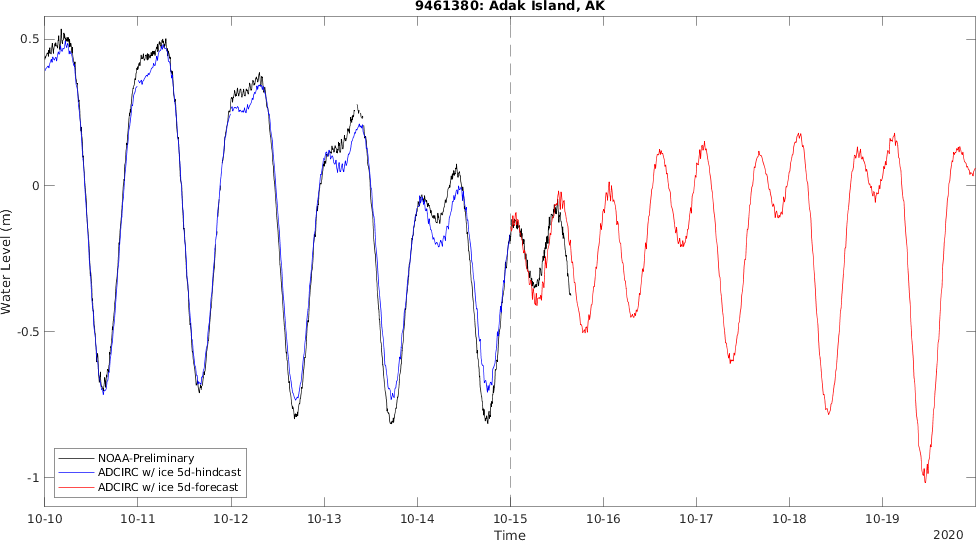 9461380: Adak Island, AK
Water Level (m)
0.5
0
-0.5
-1
NOAA-Preliminary
ADCIRC w/ ice 5d-hindcast
ADCIRC w/ ice 5d-forecast
10-10 10-11 10-12 10-13 10-14 10-15 10-16 10-17 10-18 10-19
Time
2020